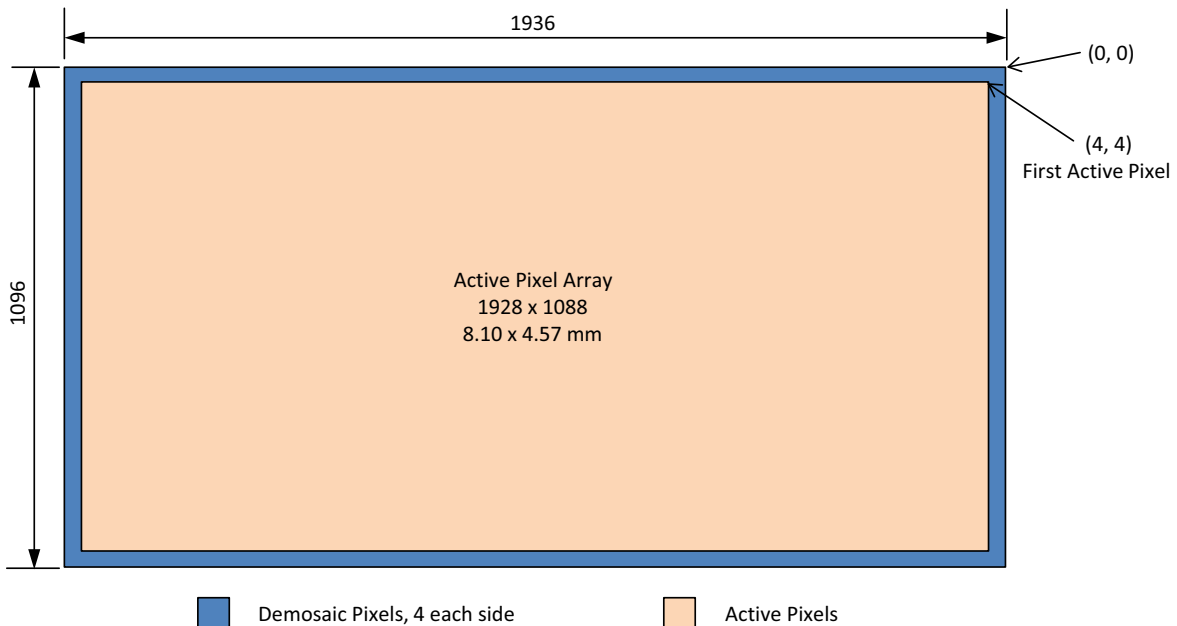 1936
(0, 0)
(4, 4)
First Active Pixel
1096
Active Pixel Array
1928 x 1088
8.10 x 4.57 mm
Demosaic Pixels, 4 each side
Active Pixels